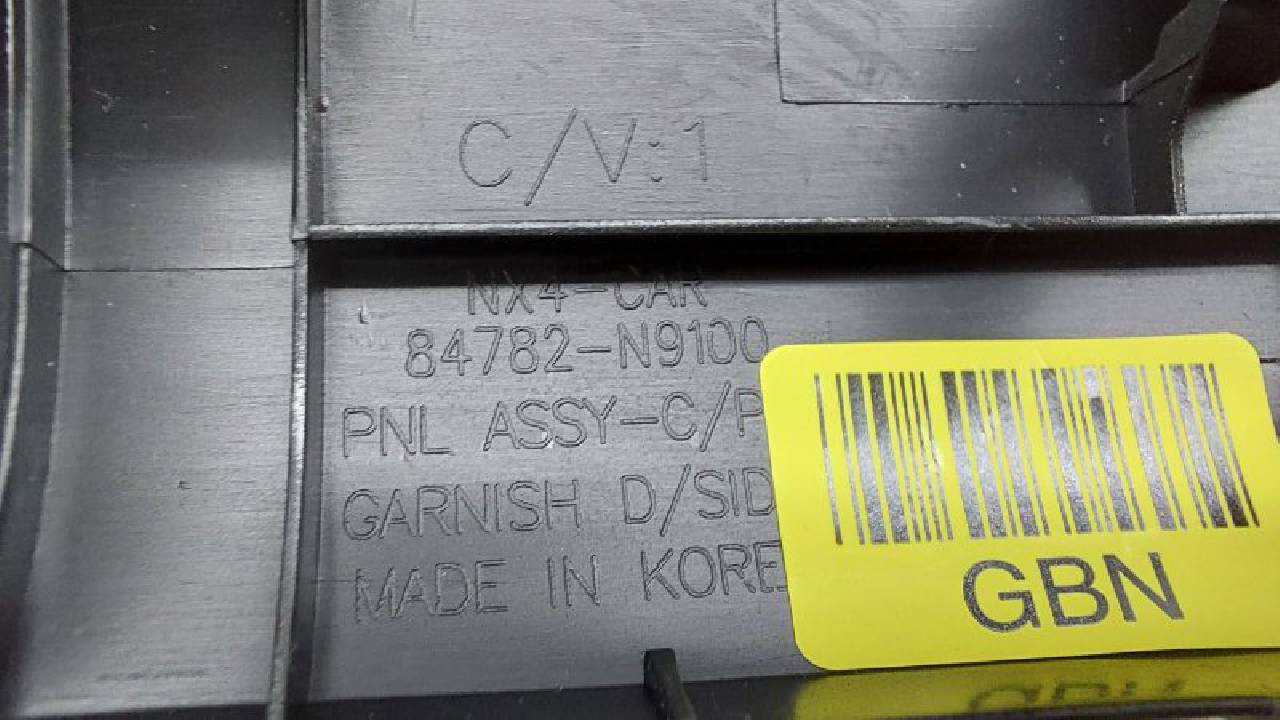 C/V:1
NX4-CAR
84782-N9100
PNL ASSY-C/P
GARNISH D/SID
MADE IN KORE
GBN